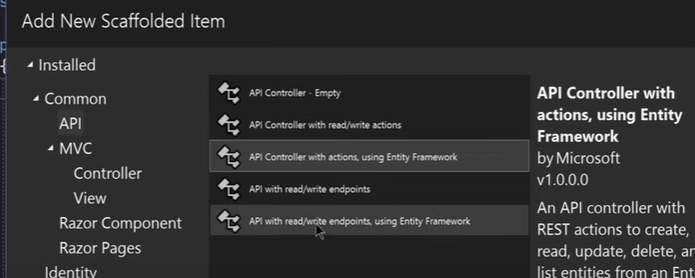 Add New Scaffolded Item
Installed
Common
API
MVC
Controller
View
Razor Component
Razor Pages
Identity
API Controller - Empty
API Controller with read/write actions
API Controller with actions, using Entity Framework
API with read/write endpoints
API with read/write endpoints, using Entity Framework
API Controller with
actions, using Entity
Framework
by Microsoft
v1.0.0.0
An API controller with
REST actions to create,
read, update, delete, and
list entities from an Ent